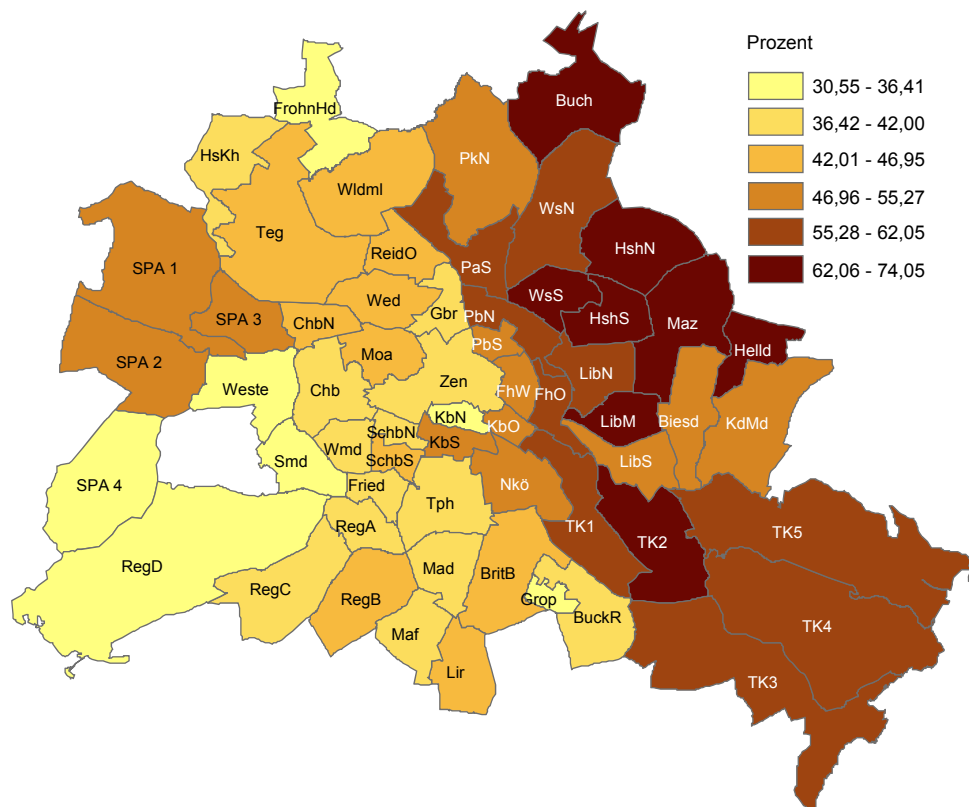 Prozent
30,55 - 36,41
36,42 - 42,00
42,01 - 46,95
46,96 - 55,27
55,28 - 62,05
62,06 - 74,05
FrohnHd
Buch
HsKh
PkN
Wldml
WsN
Teg
HshN
ReidO
SPA 1
PaS
WsS
Wed
Gbr
HshS
Maz
SPA 3
ChbN
PbN
PbS
Helld
Moa
SPA 2
LibN
Weste
Chb
Zen
FhW
FhO
KbN
LibM
Biesd
KdMd
SchbN
KbS
KbO
Wmd
SchbS
Smd
LibS
SPA 4
Fried
Nkö
Tph
RegA
TK1
TK5
TK2
RegD
Mad
BritB
RegC
RegB
Grop
BuckR
TK4
Maf
Lir
TK3